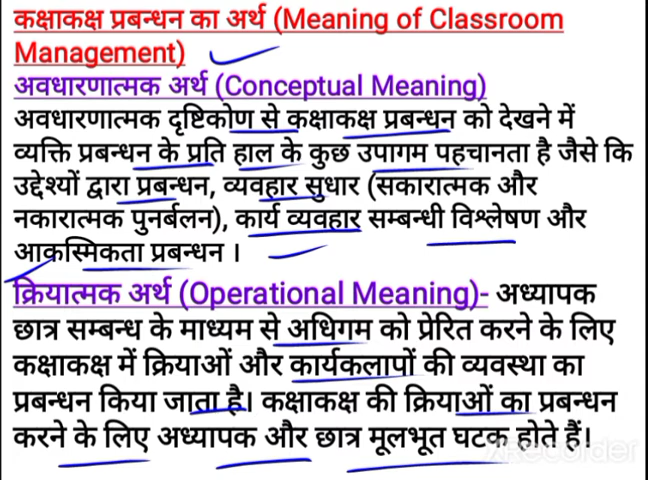 कक्षाकक्ष प्रबन्धन का अर्थ (Meaning of Classroom
Management)
अवधारणात्मक अर्थ (Conceptual Meaning)
अवधारणात्मक दृष्टिकोण से कक्षाकक्ष प्रबन्धन को देखने में
व्यक्ति प्रबन्धन के प्रति हाल के कुछ उपागम पहचानता है जैसे कि
उद्देश्यों द्वारा प्रबन्धन, व्यवहार सुधार (सकारात्मक और
नकारात्मक पुनर्बलन), कार्य व्यवहार सम्बन्धी विश्लेषण और
आकस्मिकता प्रबन्धन ।
क्रियात्मक अर्थ (Operational Meaning)- अध्यापक
छात्र सम्बन्ध के माध्यम से अधिगम को प्रेरित करने के लिए
कक्षाकक्ष में क्रियाओं और कार्यकलापों की व्यवस्था का
प्रबन्धन किया जाता है। कक्षाकक्ष की क्रियाओं का प्रबन्धन
करने के लिए अध्यापक और छात्र मूलभूत घटक होते हैं।
XRecorder